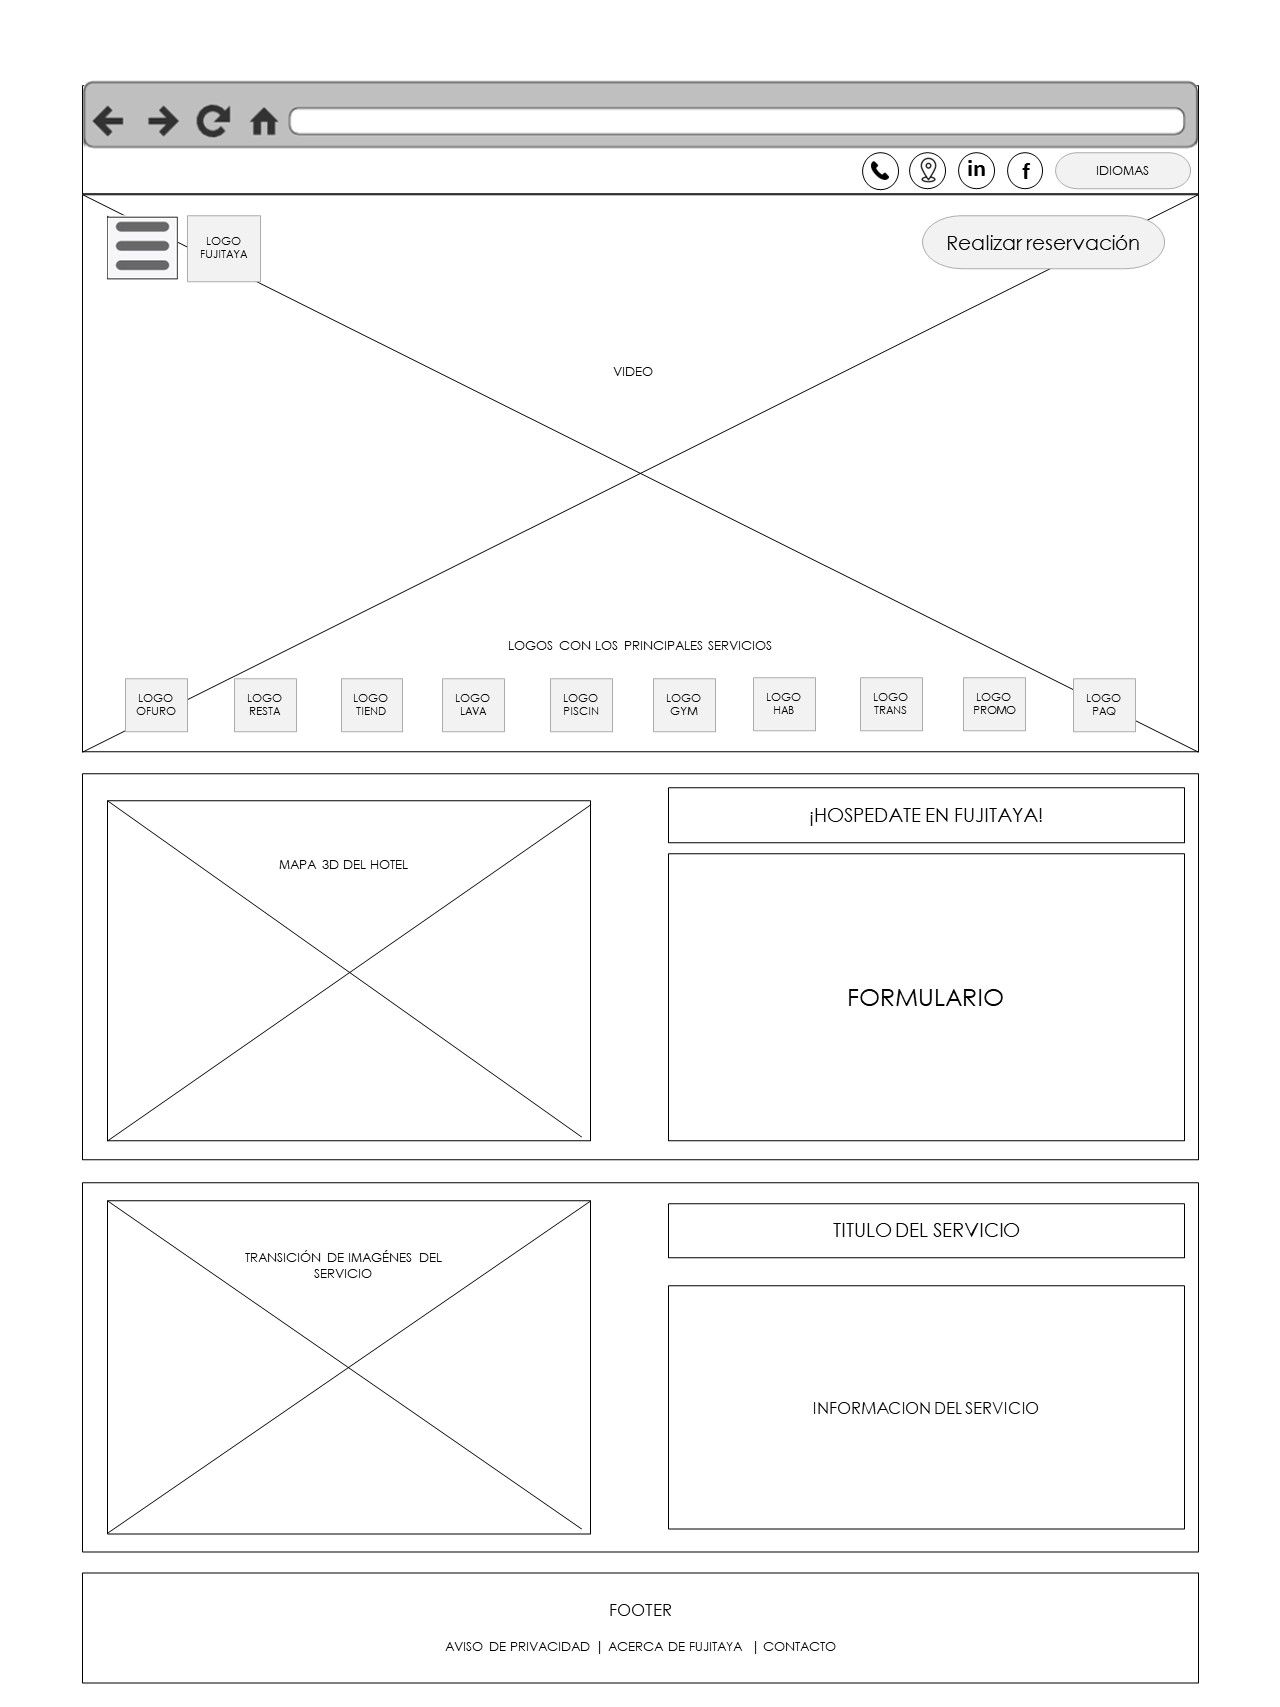 in
f
IDIOMAS
LOGO
FUJITAYA
Realizar reservación
VIDEO
LOGOS CON LOS PRINCIPALES SERVICIOS
LOGO
OFURO
LOGO
RESTA
LOGO
TIEND
LOGO
LAVA
LOGO
PISCIN
LOGO
GYM
LOGO
HAB
LOGO
TRANS
LOGO
PROMO
LOGO
PAQ
MAPA 3D DEL HOTEL
¡HOSPEDATE EN FUJITAYA!
FORMULARIO
TRANSICIÓN DE IMAGÉNES DEL
SERVICIO
TITULO DEL SERVICIO
INFORMACION DEL SERVICIO
FOOTER
AVISO DE PRIVACIDAD | ACERCA DE FUJITAYA | CONTACTO